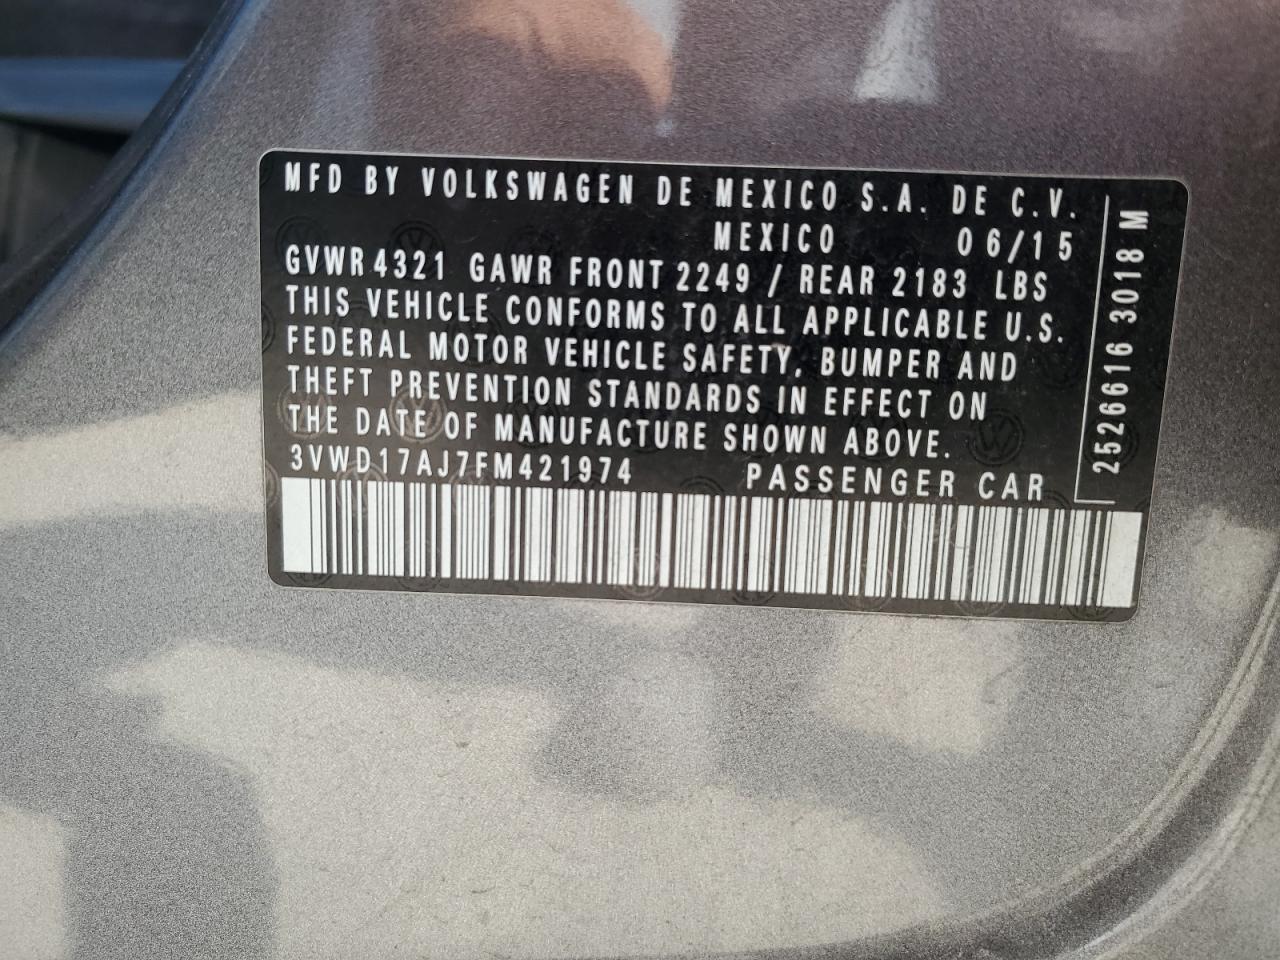 MFD BY VOLKSWAGEN DE MEXICO S.A. DE C.V.
MEXICO 06/15
GVWR 4321 GAWR FRONT 2249 / REAR 2183 LBS
THIS VEHICLE CONFORMS TO ALL APPLICABLE U.S.
FEDERAL MOTOR VEHICLE SAFETY, BUMPER AND
THEFT PREVENTION STANDARDS IN EFFECT ON
THE DATE OF MANUFACTURE SHOWN ABOVE.
3VWD17AJ7FM421974 PASSENGER CAR
2526616 3018 M